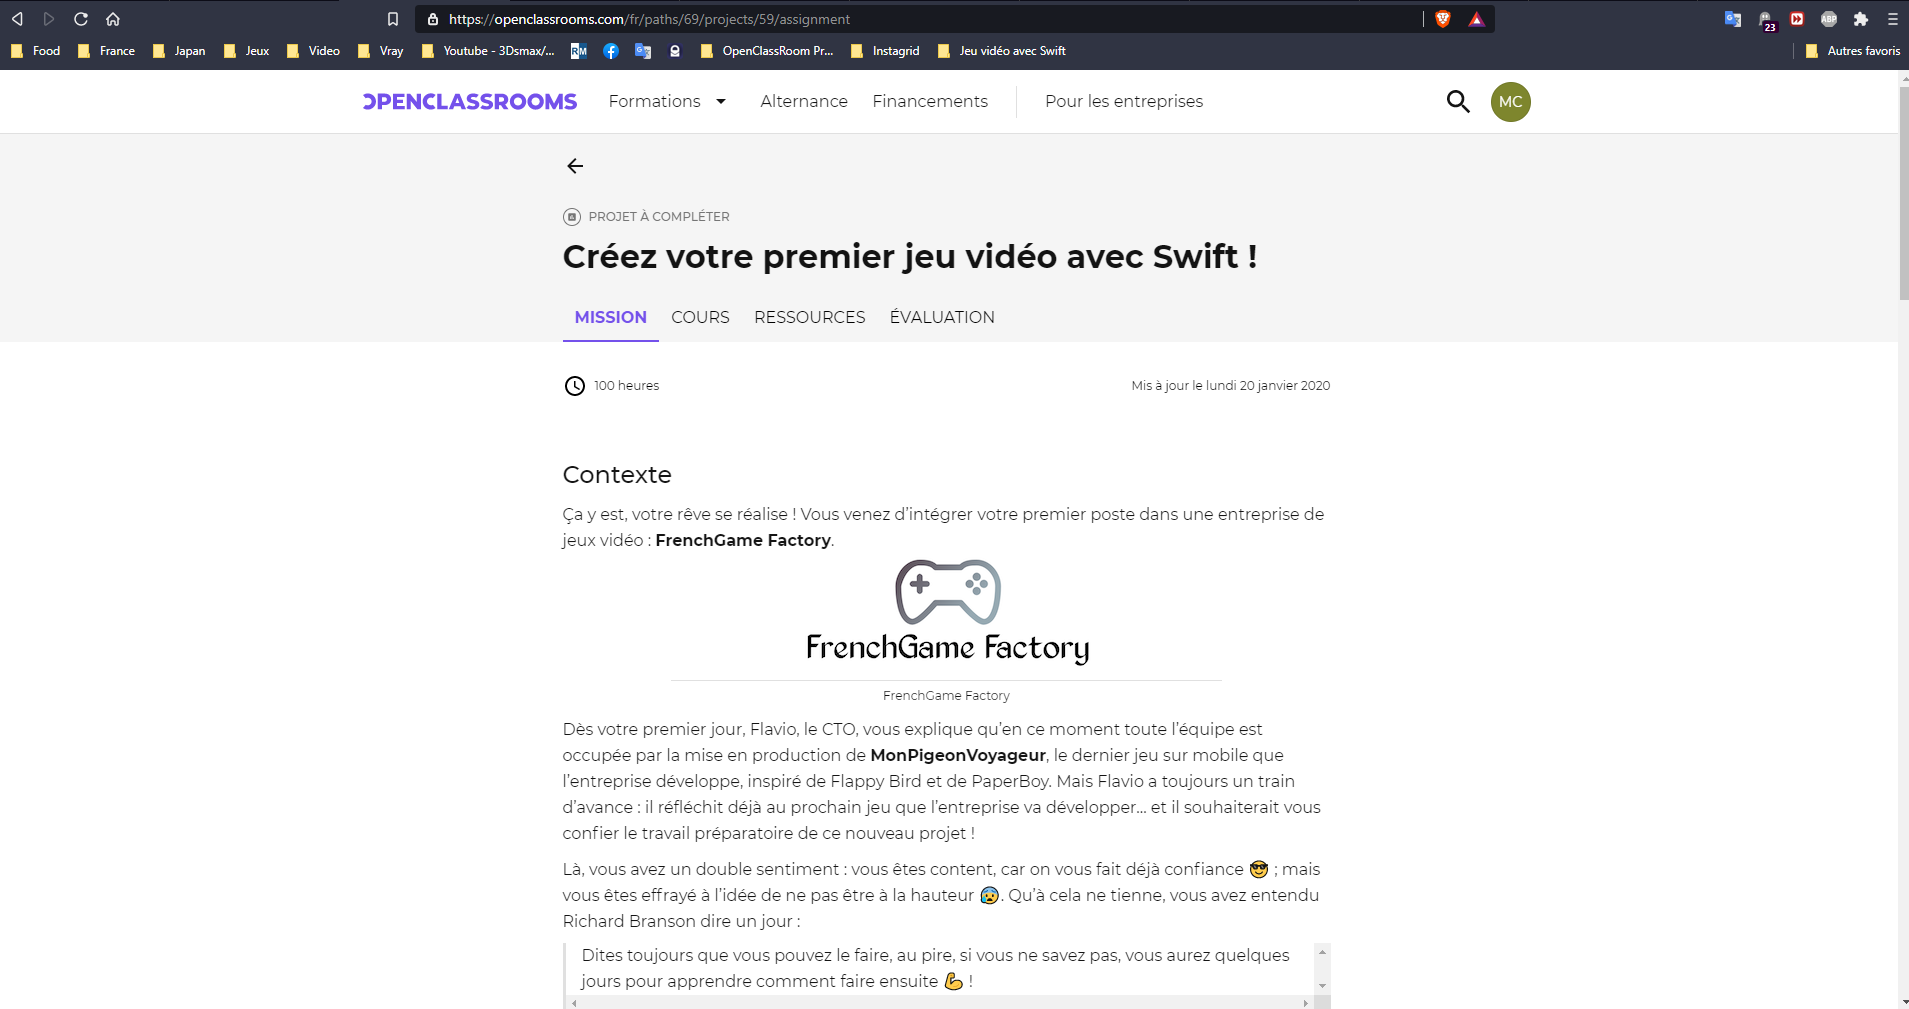 https://openclassrooms.com/fr/paths/69/projects/59/assignment
23
ABP
Food France Japan Jeux Video Vray Youtube - 3Dsmax/... RM OpenClassRoom Pr... Instagrid Jeu vidéo avec Swift Autres favoris
OPENCLASSROOMS Formations Alternance Financements Pour les entreprises MC
PROJET À COMPLÉTER
Créez votre premier jeu vidéo avec Swift !
MISSION COURS RESSOURCES ÉVALUATION
100 heures Mis à jour le lundi 20 janvier 2020
Contexte
Ça y est, votre rêve se réalise ! Vous venez d’intégrer votre premier poste dans une entreprise de
jeux vidéo : FrenchGame Factory.
FrenchGame Factory
FrenchGame Factory
Dès votre premier jour, Flavio, le CTO, vous explique qu’en ce moment toute l’équipe est
occupée par la mise en production de MonPigeonVoyageur, le dernier jeu sur mobile que
l’entreprise développe, inspiré de Flappy Bird et de PaperBoy. Mais Flavio a toujours un train
d’avance : il réfléchit déjà au prochain jeu que l’entreprise va développer... et il souhaiterait vous
confier le travail préparatoire de ce nouveau projet !
Là, vous avez un double sentiment : vous êtes content, car on vous fait déjà confiance 😎 ; mais
vous êtes effrayé à l’idée de ne pas être à la hauteur 😰. Qu’à cela ne tienne, vous avez entendu
Richard Branson dire un jour :
Dites toujours que vous pouvez le faire, au pire, si vous ne savez pas, vous aurez quelques
jours pour apprendre comment faire ensuite 💪 !